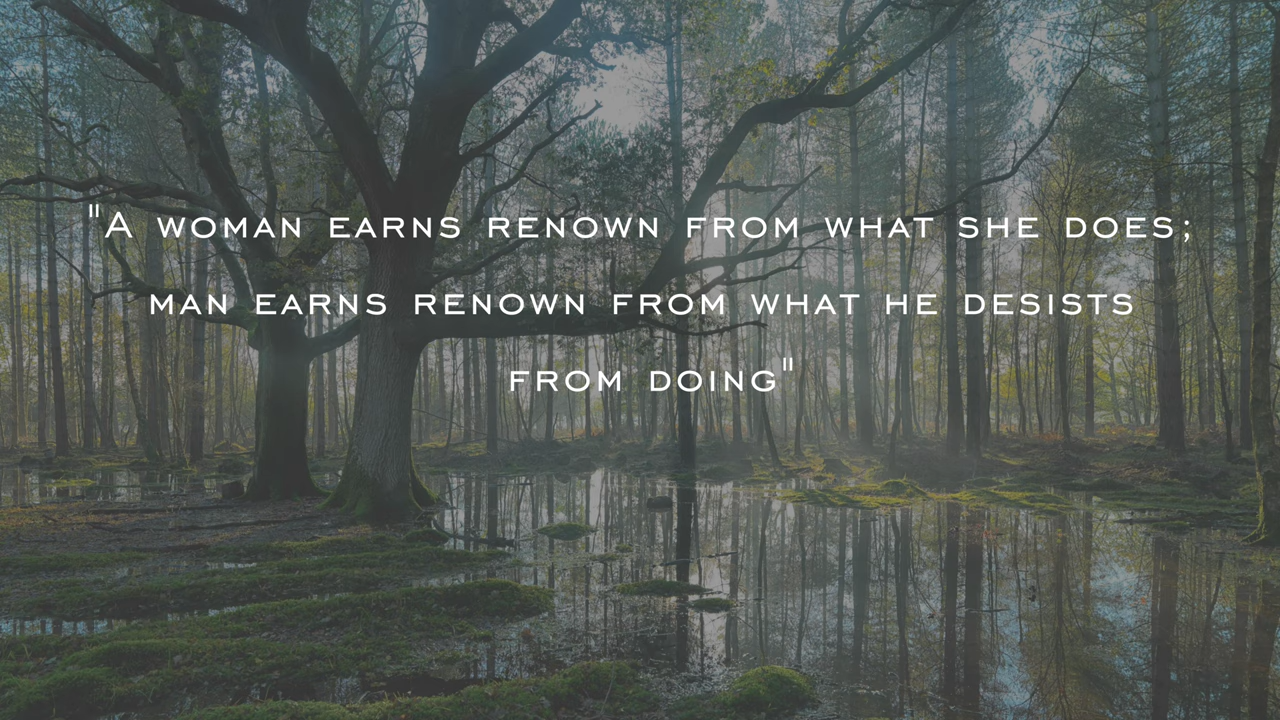 "A WOMAN EARNS RENOWN FROM WHAT SHE DOES;
MAN EARNS RENOWN FROM WHAT HE DESISTS
FROM DOING"